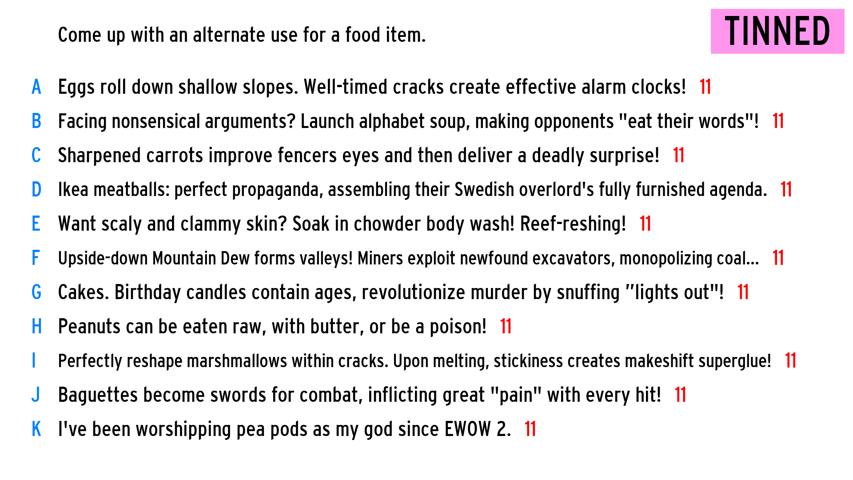 Come up with an alternate use for a food item.
TINNED
A Eggs roll down shallow slopes. Well-timed cracks create effective alarm clocks! 11
B Facing nonsensical arguments? Launch alphabet soup, making opponents "eat their words"! 11
C Sharpened carrots improve fencers eyes and then deliver a deadly surprise! 11
D Ikea meatballs: perfect propaganda, assembling their Swedish overlord's fully furnished agenda. 11
E Want scaly and clammy skin? Soak in chowder body wash! Reef-reshing! 11
F Upside-down Mountain Dew forms valleys! Miners exploit newfound excavators, monopolizing coal... 11
G Cakes. Birthday candles contain ages, revolutionize murder by snuffing "lights out"! 11
H Peanuts can be eaten raw, with butter, or be a poison! 11
I Perfectly reshape marshmallows within cracks. Upon melting, stickiness creates makeshift superglue! 11
J Baguettes become swords for combat, inflicting great "pain" with every hit! 11
K I've been worshipping pea pods as my god since EWOW 2. 11